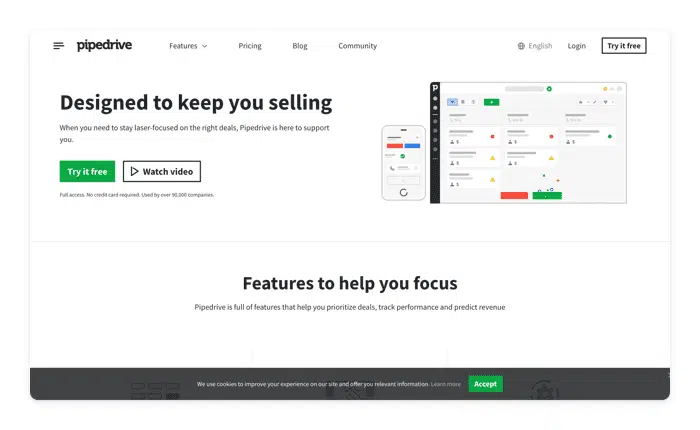 pipedrive
Features
Pricing
Blog
Community
English
Login
Try it free
Designed to keep you selling
When you need to stay laser-focused on the right deals, Pipedrive is here to support
you.
Try it free
Watch video
Full access. No credit card required. Used by over 90,000 companies.
Features to help you focus
Pipedrive is full of features that help you prioritize deals, track performance and predict revenue
We use cookies to improve your experience on our site and offer you relevant information. Learn more
Accept